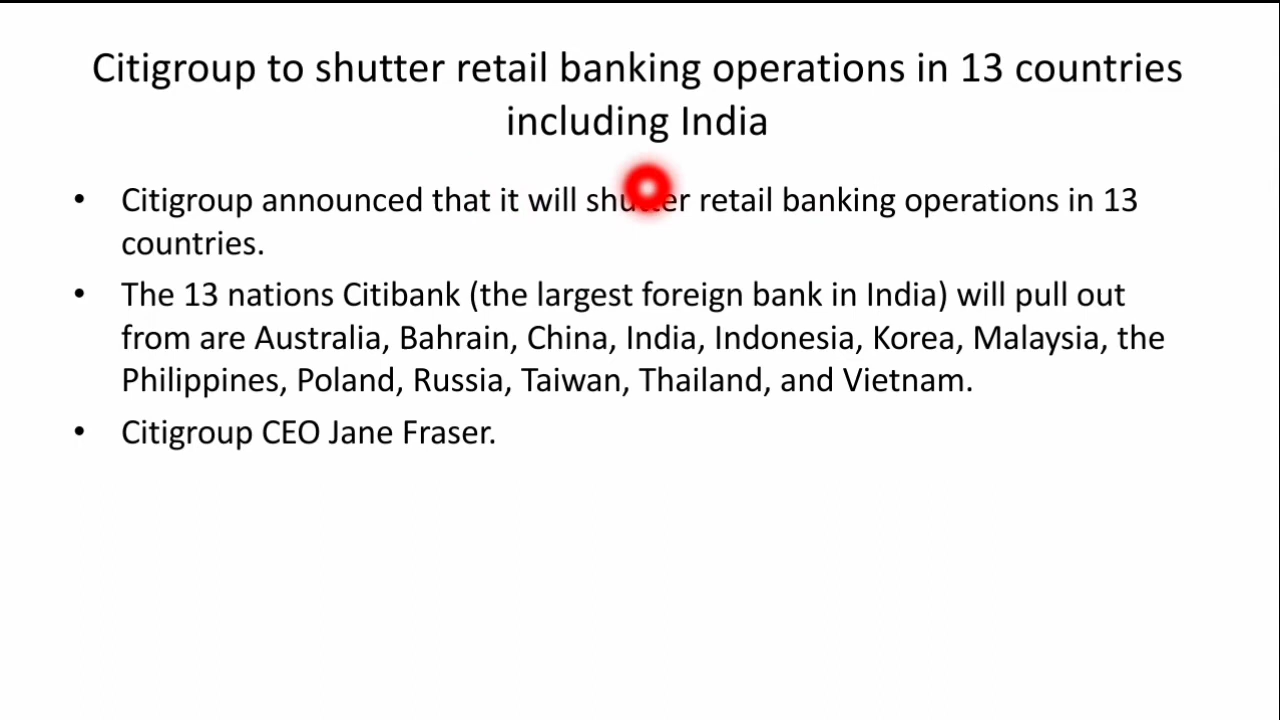 Citigroup to shutter retail banking operations in 13 countries
including India
• Citigroup announced that it will shutter retail banking operations in 13
countries.
• The 13 nations Citibank (the largest foreign bank in India) will pull out
from are Australia, Bahrain, China, India, Indonesia, Korea, Malaysia, the
Philippines, Poland, Russia, Taiwan, Thailand, and Vietnam.
• Citigroup CEO Jane Fraser.